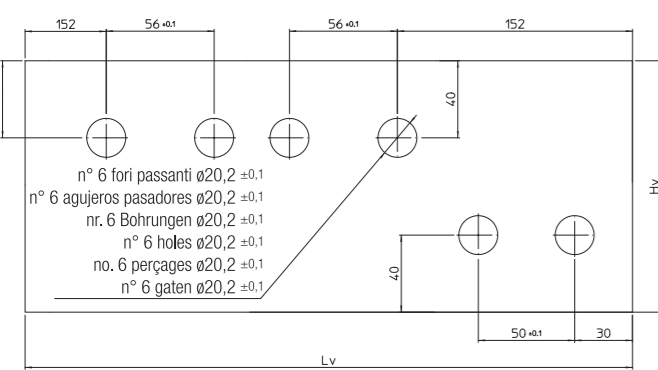 152 56 ±0.1 56 ±0.1 152
40
n° 6 fori passanti ø20,2 ±0,1
n° 6 agujeros pasadores ø20,2 ±0,1
nr. 6 Bohrungen ø20,2 ±0,1
n° 6 holes ø20,2 ±0,1
no. 6 perçages ø20,2 ±0,1
n° 6 gaten ø20,2 ±0,1
Hv
40
50 ±0.1 30
Lv